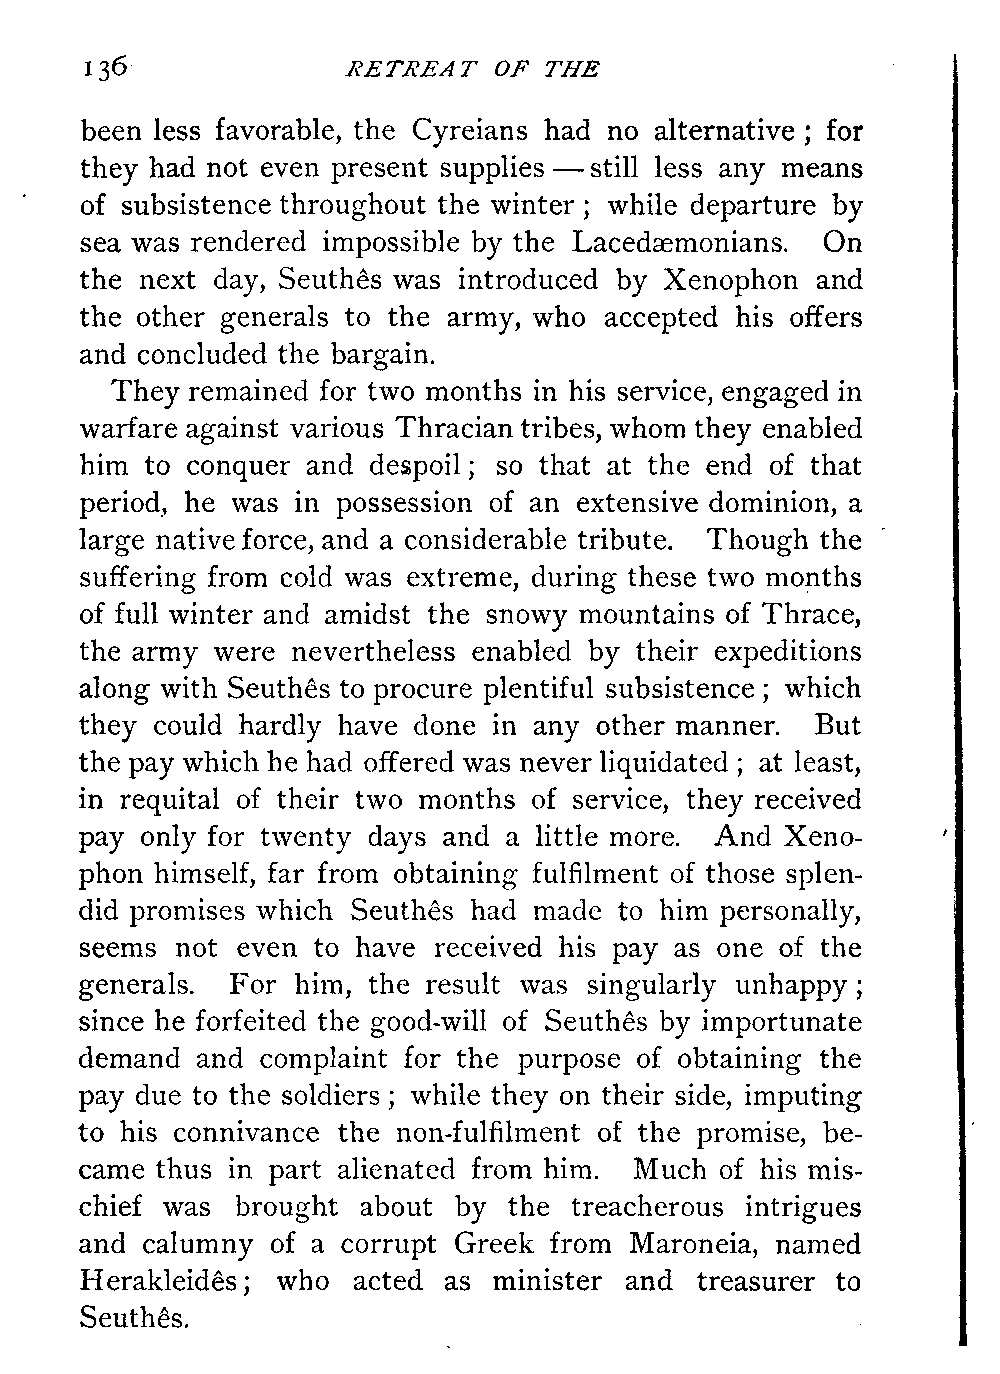 136 RETREAT OF THE
been less favorable, the Cyreians had no alternative ; for
they had not even present supplies — still less any means
of subsistence throughout the winter ; while departure by
sea was rendered impossible by the Lacedæmonians. On
the next day, Seuthês was introduced by Xenophon and
the other generals to the army, who accepted his offers
and concluded the bargain.
They remained for two months in his service, engaged in
warfare against various Thracian tribes, whom they enabled
him to conquer and despoil ; so that at the end of that
period, he was in possession of an extensive dominion, a
large native force, and a considerable tribute. Though the
suffering from cold was extreme, during these two months
of full winter and amidst the snowy mountains of Thrace,
the army were nevertheless enabled by their expeditions
along with Seuthês to procure plentiful subsistence ; which
they could hardly have done in any other manner. But
the pay which he had offered was never liquidated ; at least,
in requital of their two months of service, they received
pay only for twenty days and a little more. And Xeno-
phon himself, far from obtaining fulfilment of those splen-
did promises which Seuthês had made to him personally,
seems not even to have received his pay as one of the
generals. For him, the result was singularly unhappy ;
since he forfeited the good-will of Seuthês by importunate
demand and complaint for the purpose of obtaining the
pay due to the soldiers ; while they on their side, imputing
to his connivance the non-fulfilment of the promise, be-
came thus in part alienated from him. Much of his mis-
chief was brought about by the treacherous intrigues
and calumny of a corrupt Greek from Maroneia, named
Herakleidês ; who acted as minister and treasurer to
Seuthês.